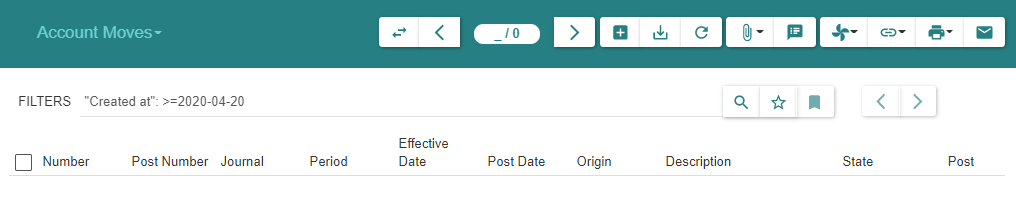 Account Moves
_ / 0
FILTERS "Created at": >=2020-04-20
Number Post Number Journal Period Effective Date Post Date Origin Description State Post